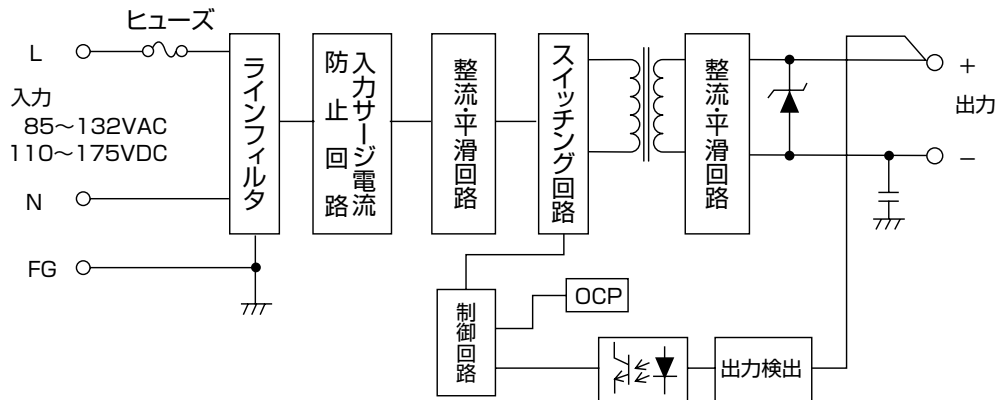 ヒューズ
L
入力
85～132VAC
110～175VDC
N
FG
ラインフィルタ
入力サージ電流
防止回路
整流・平滑回路
スイッチング回路
整流・平滑回路
+
出力
−
制御回路
OCP
出力検出